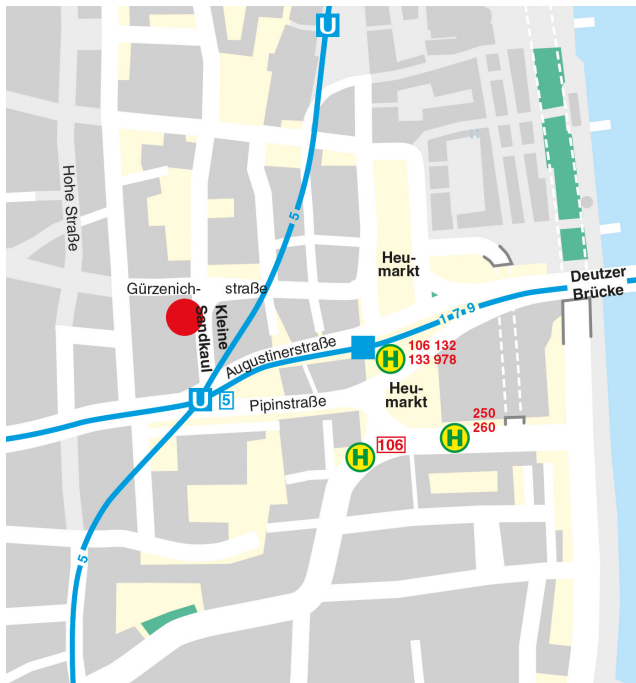 U
5
Hohe Straße
Heu-
markt
Gürzenich-
straße
Deutzer
Brücke
Kleine
Sandkaul
1·7·9
Augustinerstraße
H
106 132
133 978
Heu-
markt
U
5
Pipinstraße
H
250
260
H
106
5